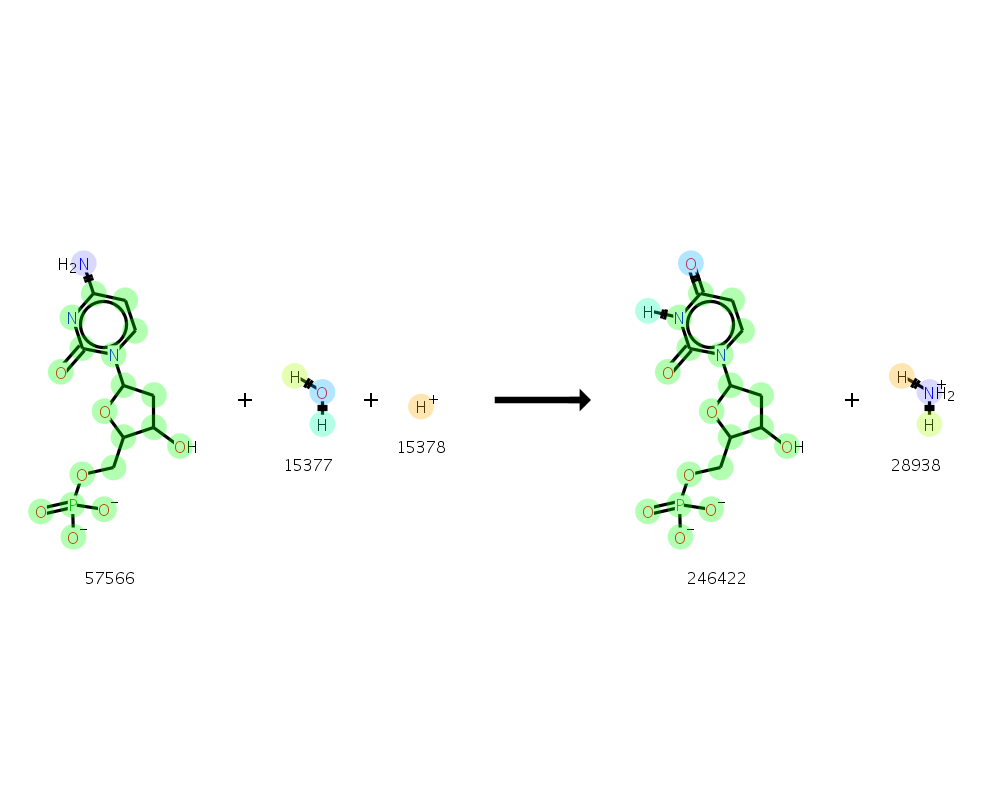 H2N
N
O
N
O
OH
O
P
O
O-
O-
57566
+
H
O
H
15377
+
H+
15378
O
H
N
O
N
O
OH
O
P
O
O-
O-
246422
+
H
NH2+
H
28938